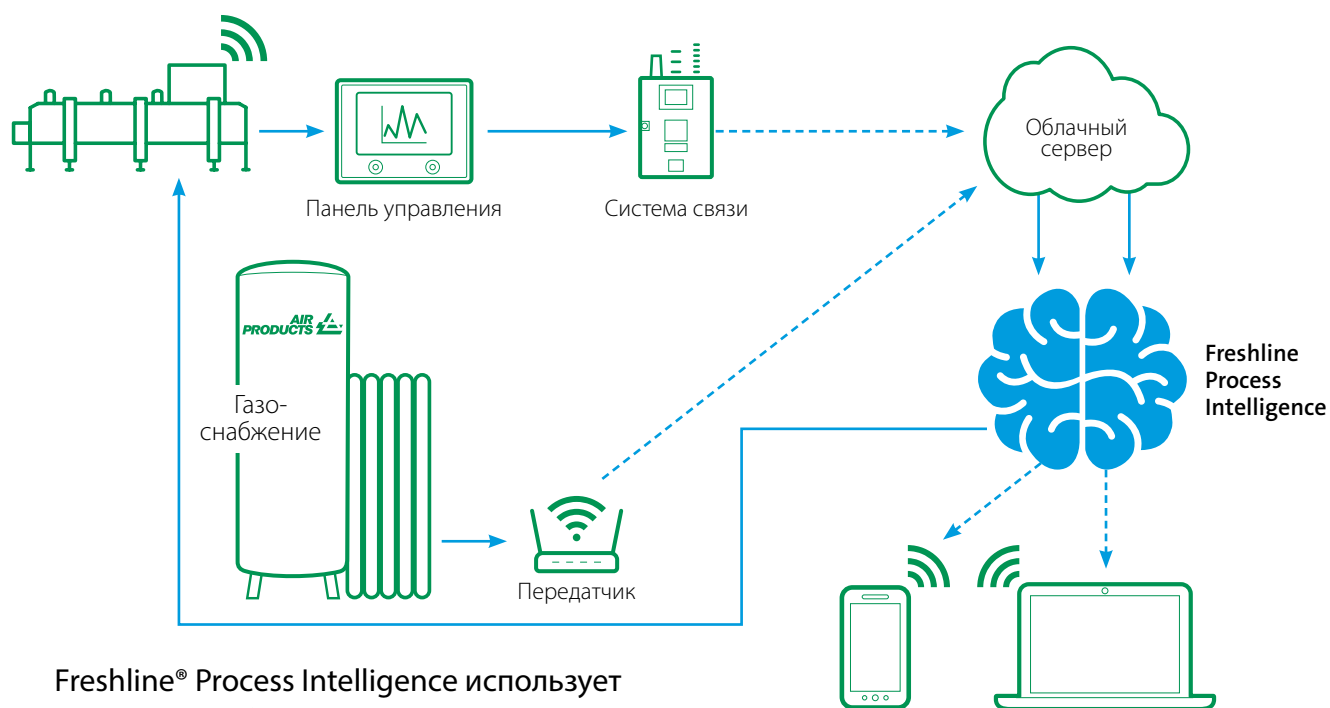 Облачный
сервер
Панель управления
Система связи
AIR
PRODUCTS
Газо-
снабжение
Freshline
Process
Intelligence
Передатчик
Freshline® Process Intelligence использует